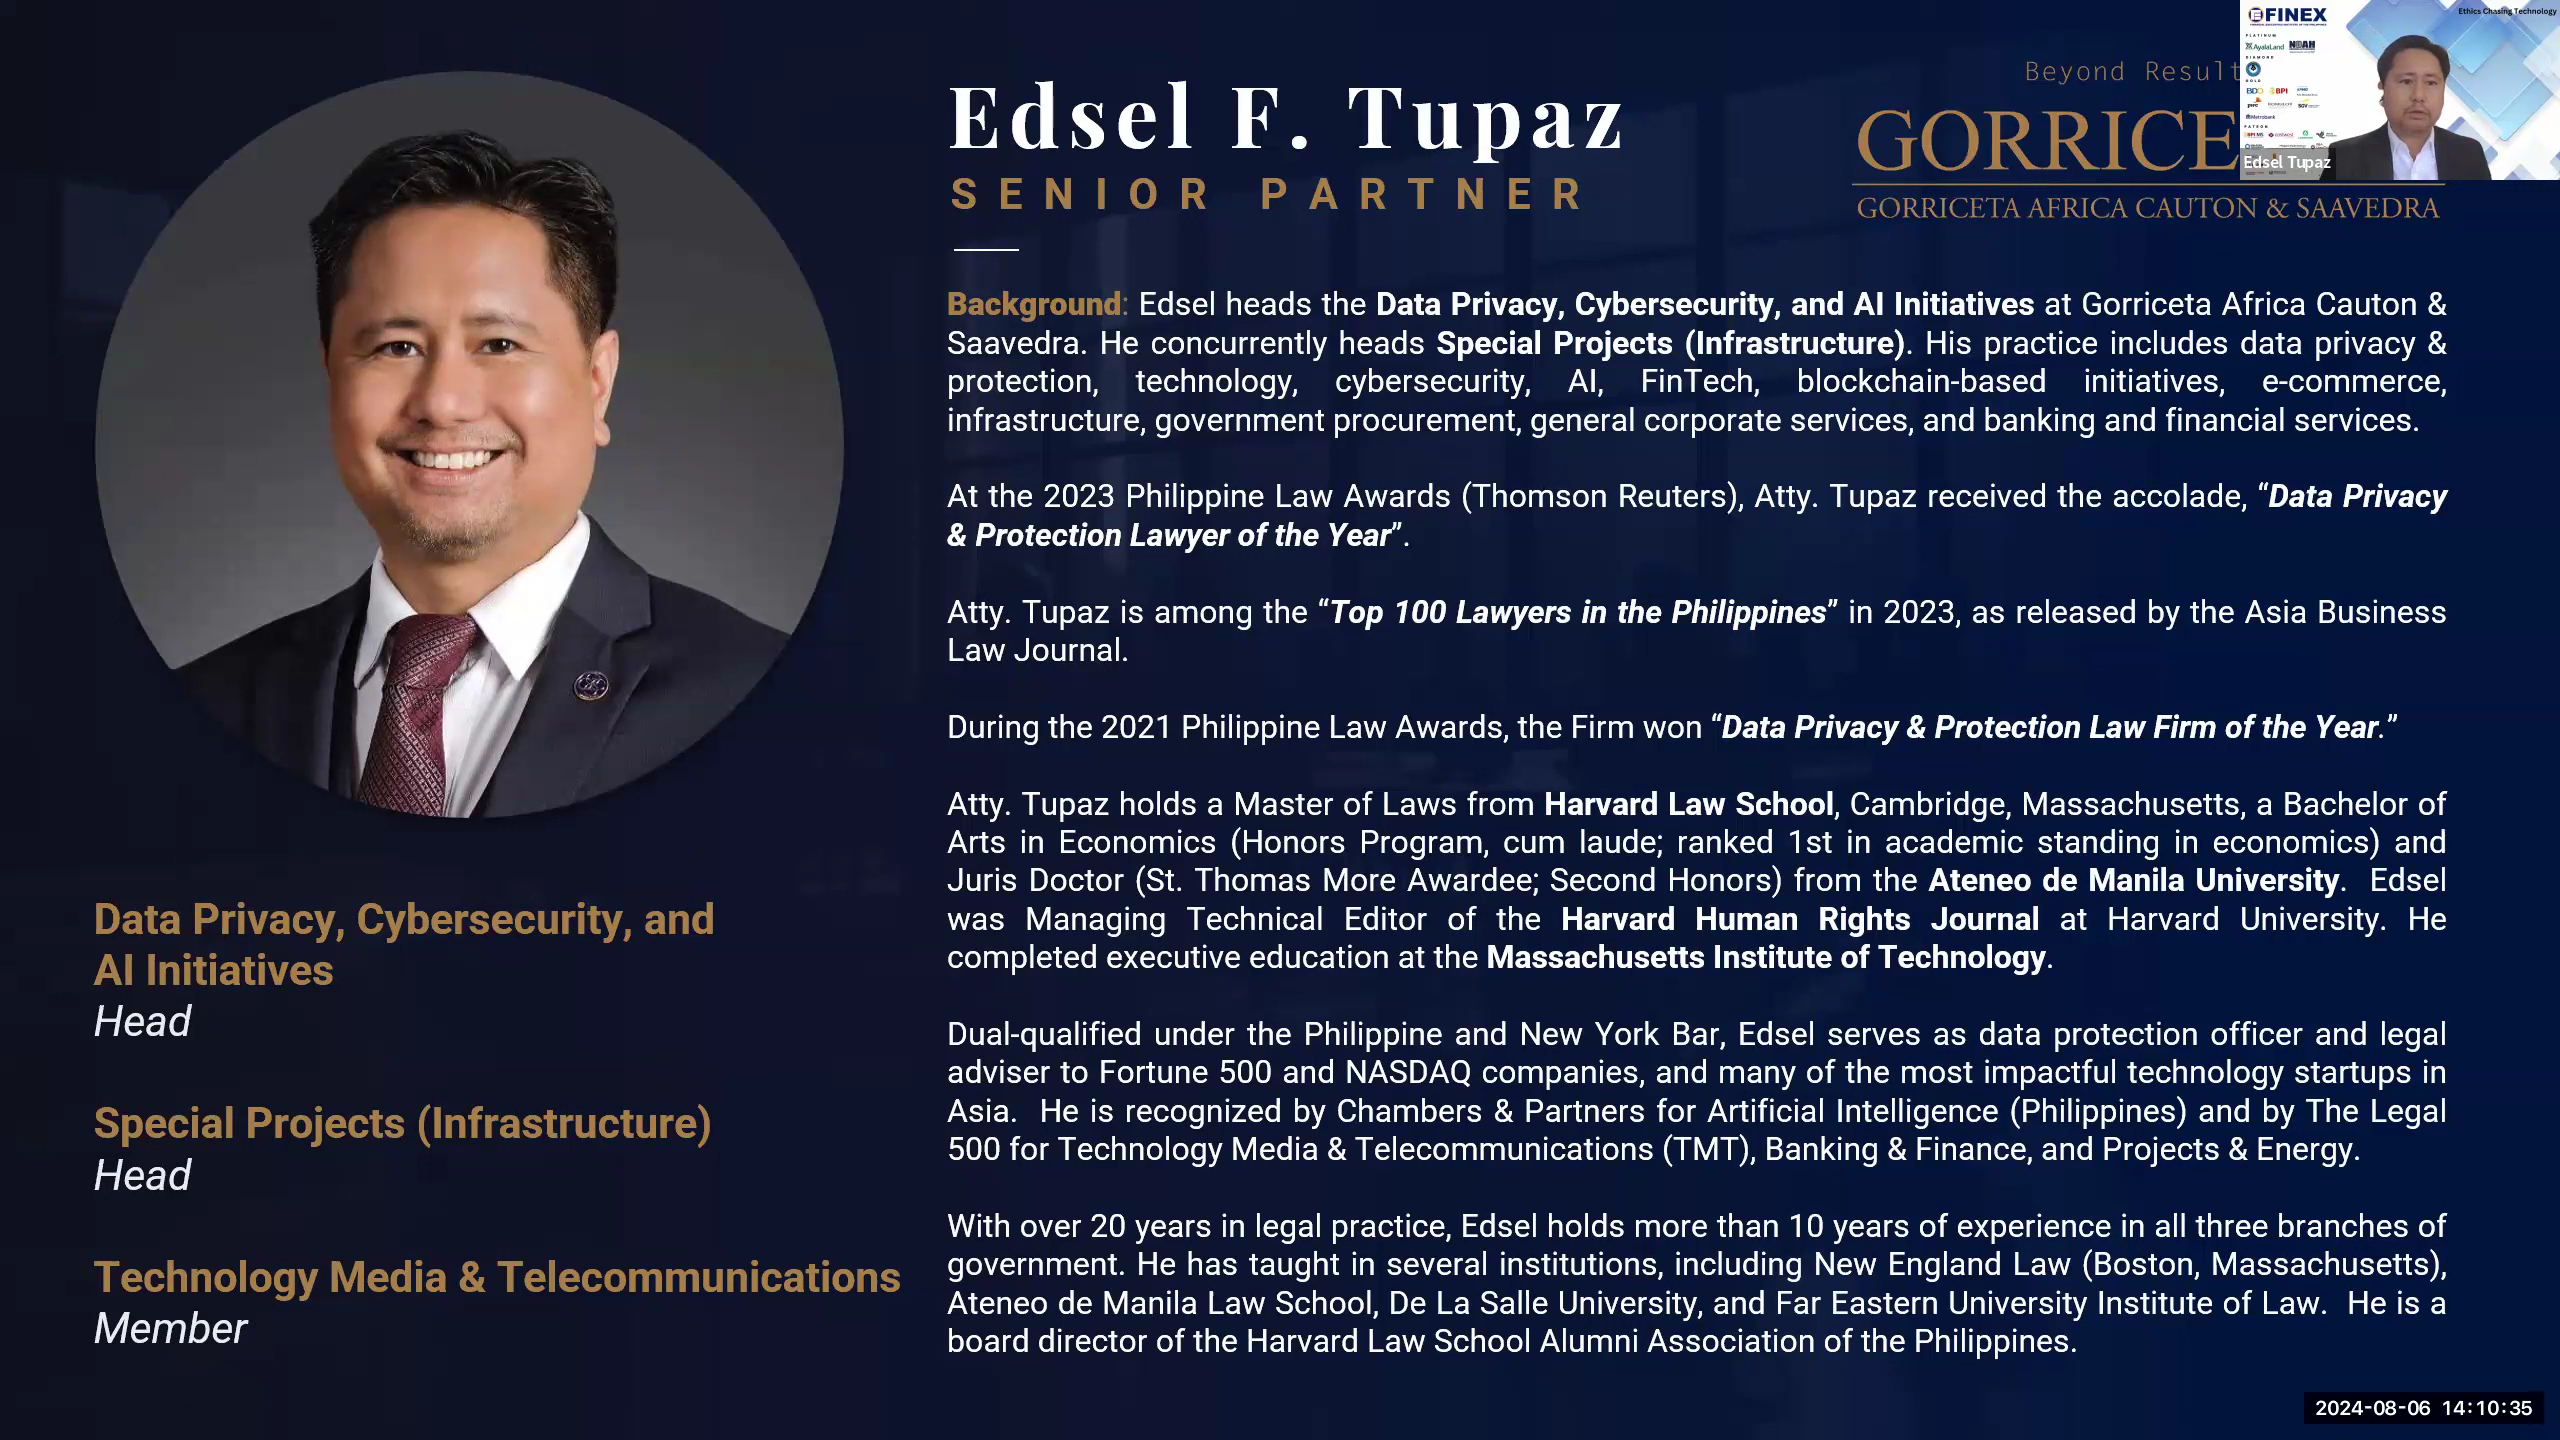 Edsel F. Tupaz
SENIOR PARTNER
Beyond Result
GORRICE
GORRICETA AFRICA CAUTON & SAAVEDRA
FINEX
Ethics Chasing Technology
PLATINUM
AyalaLand NOAH
DIAMOND
GOLD
BDO BPI
pwc SGV
Metrobank
PATRON
Edsel Tupaz
Background: Edsel heads the Data Privacy, Cybersecurity, and AI Initiatives at Gorriceta Africa Cauton &
Saavedra. He concurrently heads Special Projects (Infrastructure). His practice includes data privacy &
protection, technology, cybersecurity, AI, FinTech, blockchain-based initiatives, e-commerce,
infrastructure, government procurement, general corporate services, and banking and financial services.
At the 2023 Philippine Law Awards (Thomson Reuters), Atty. Tupaz received the accolade, “Data Privacy
& Protection Lawyer of the Year”.
Atty. Tupaz is among the “Top 100 Lawyers in the Philippines” in 2023, as released by the Asia Business
Law Journal.
During the 2021 Philippine Law Awards, the Firm won “Data Privacy & Protection Law Firm of the Year.”
Atty. Tupaz holds a Master of Laws from Harvard Law School, Cambridge, Massachusetts, a Bachelor of
Arts in Economics (Honors Program, cum laude; ranked 1st in academic standing in economics) and
Juris Doctor (St. Thomas More Awardee; Second Honors) from the Ateneo de Manila University. Edsel
was Managing Technical Editor of the Harvard Human Rights Journal at Harvard University. He
completed executive education at the Massachusetts Institute of Technology.
Dual-qualified under the Philippine and New York Bar, Edsel serves as data protection officer and legal
adviser to Fortune 500 and NASDAQ companies, and many of the most impactful technology startups in
Asia. He is recognized by Chambers & Partners for Artificial Intelligence (Philippines) and by The Legal
500 for Technology Media & Telecommunications (TMT), Banking & Finance, and Projects & Energy.
With over 20 years in legal practice, Edsel holds more than 10 years of experience in all three branches of
government. He has taught in several institutions, including New England Law (Boston, Massachusetts),
Ateneo de Manila Law School, De La Salle University, and Far Eastern University Institute of Law. He is a
board director of the Harvard Law School Alumni Association of the Philippines.
Data Privacy, Cybersecurity, and
AI Initiatives
Head
Special Projects (Infrastructure)
Head
Technology Media & Telecommunications
Member
2024-08-06 14:10:35